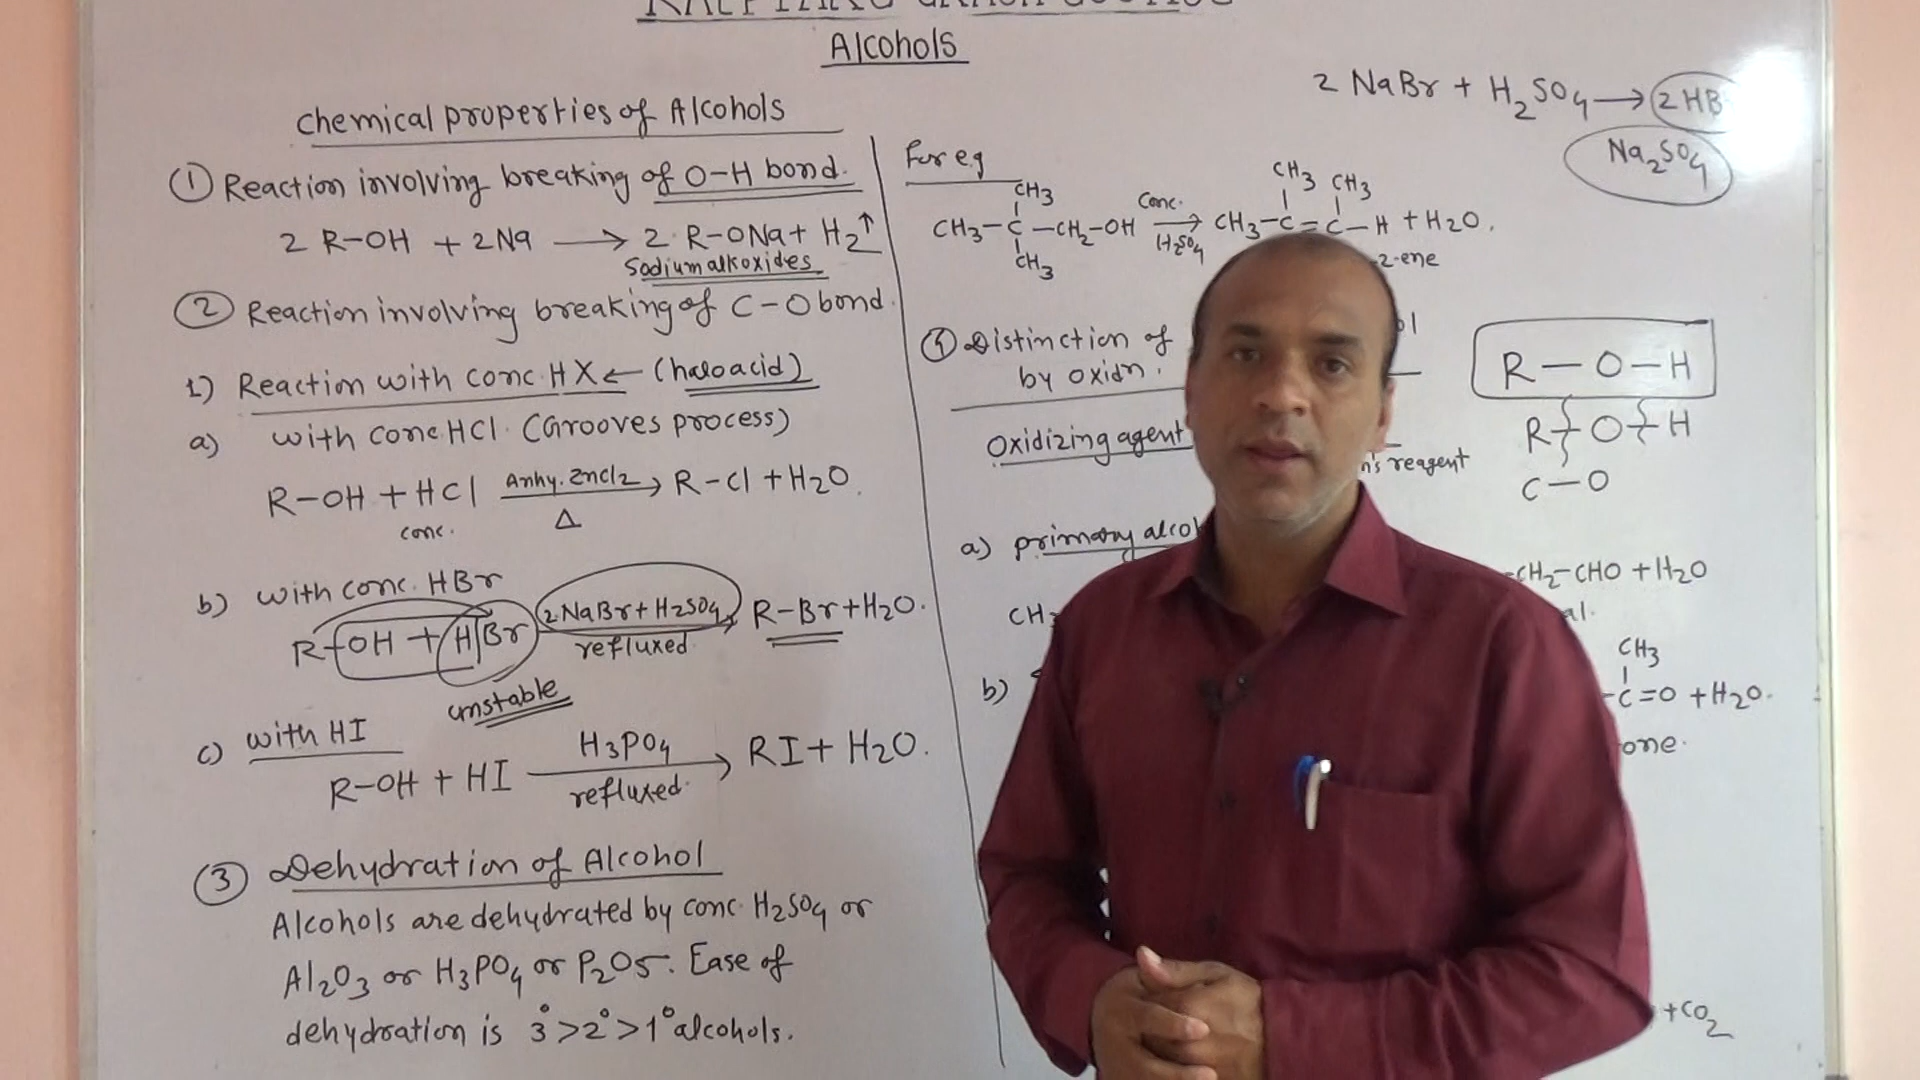 Alcohols
chemical properties of Alcohols
① Reaction involving breaking of O-H bond.
2 R-OH + 2Na ⟶ 2 R-ONa + H₂↑
Sodium alkoxides
② Reaction involving breaking of C-O bond.
1) Reaction with conc. HX ← (haloacid)
a) with conc HCl. (Grooves process)
R-OH + HCl Anhy. ZnCl₂ ⟶ R-Cl + H₂O.
conc. Δ
b) with conc. HBr
R-OH + HBr 2NaBr + H₂SO₄ ⟶ R-Br + H₂O.
refluxed
unstable
c) with HI
R-OH + HI H₃PO₄ ⟶ RI + H₂O.
refluxed.
③ Dehydration of Alcohol
Alcohols are dehydrated by conc. H₂SO₄ or
Al₂O₃ or H₃PO₄ or P₂O₅. Ease of
dehydration is 3° > 2° > 1° alcohols.
2 NaBr + H₂SO₄ ⟶ 2HB
Na₂SO₄
For eg
CH₃ CH₃ CH₃
CH₃-C-CH₂-OH Conc. ⟶ CH₃-C=C-H + H₂O.
CH₃ H₂SO₄ -2-ene
Distinction of
by oxidn.
Oxidizing agent
reagent
R-O-H
R-O-H
C-O
a) primary
-CH₂-CHO + H₂O
CH₃
b)
CH₃
-C=O + H₂O.
one.
+CO₂